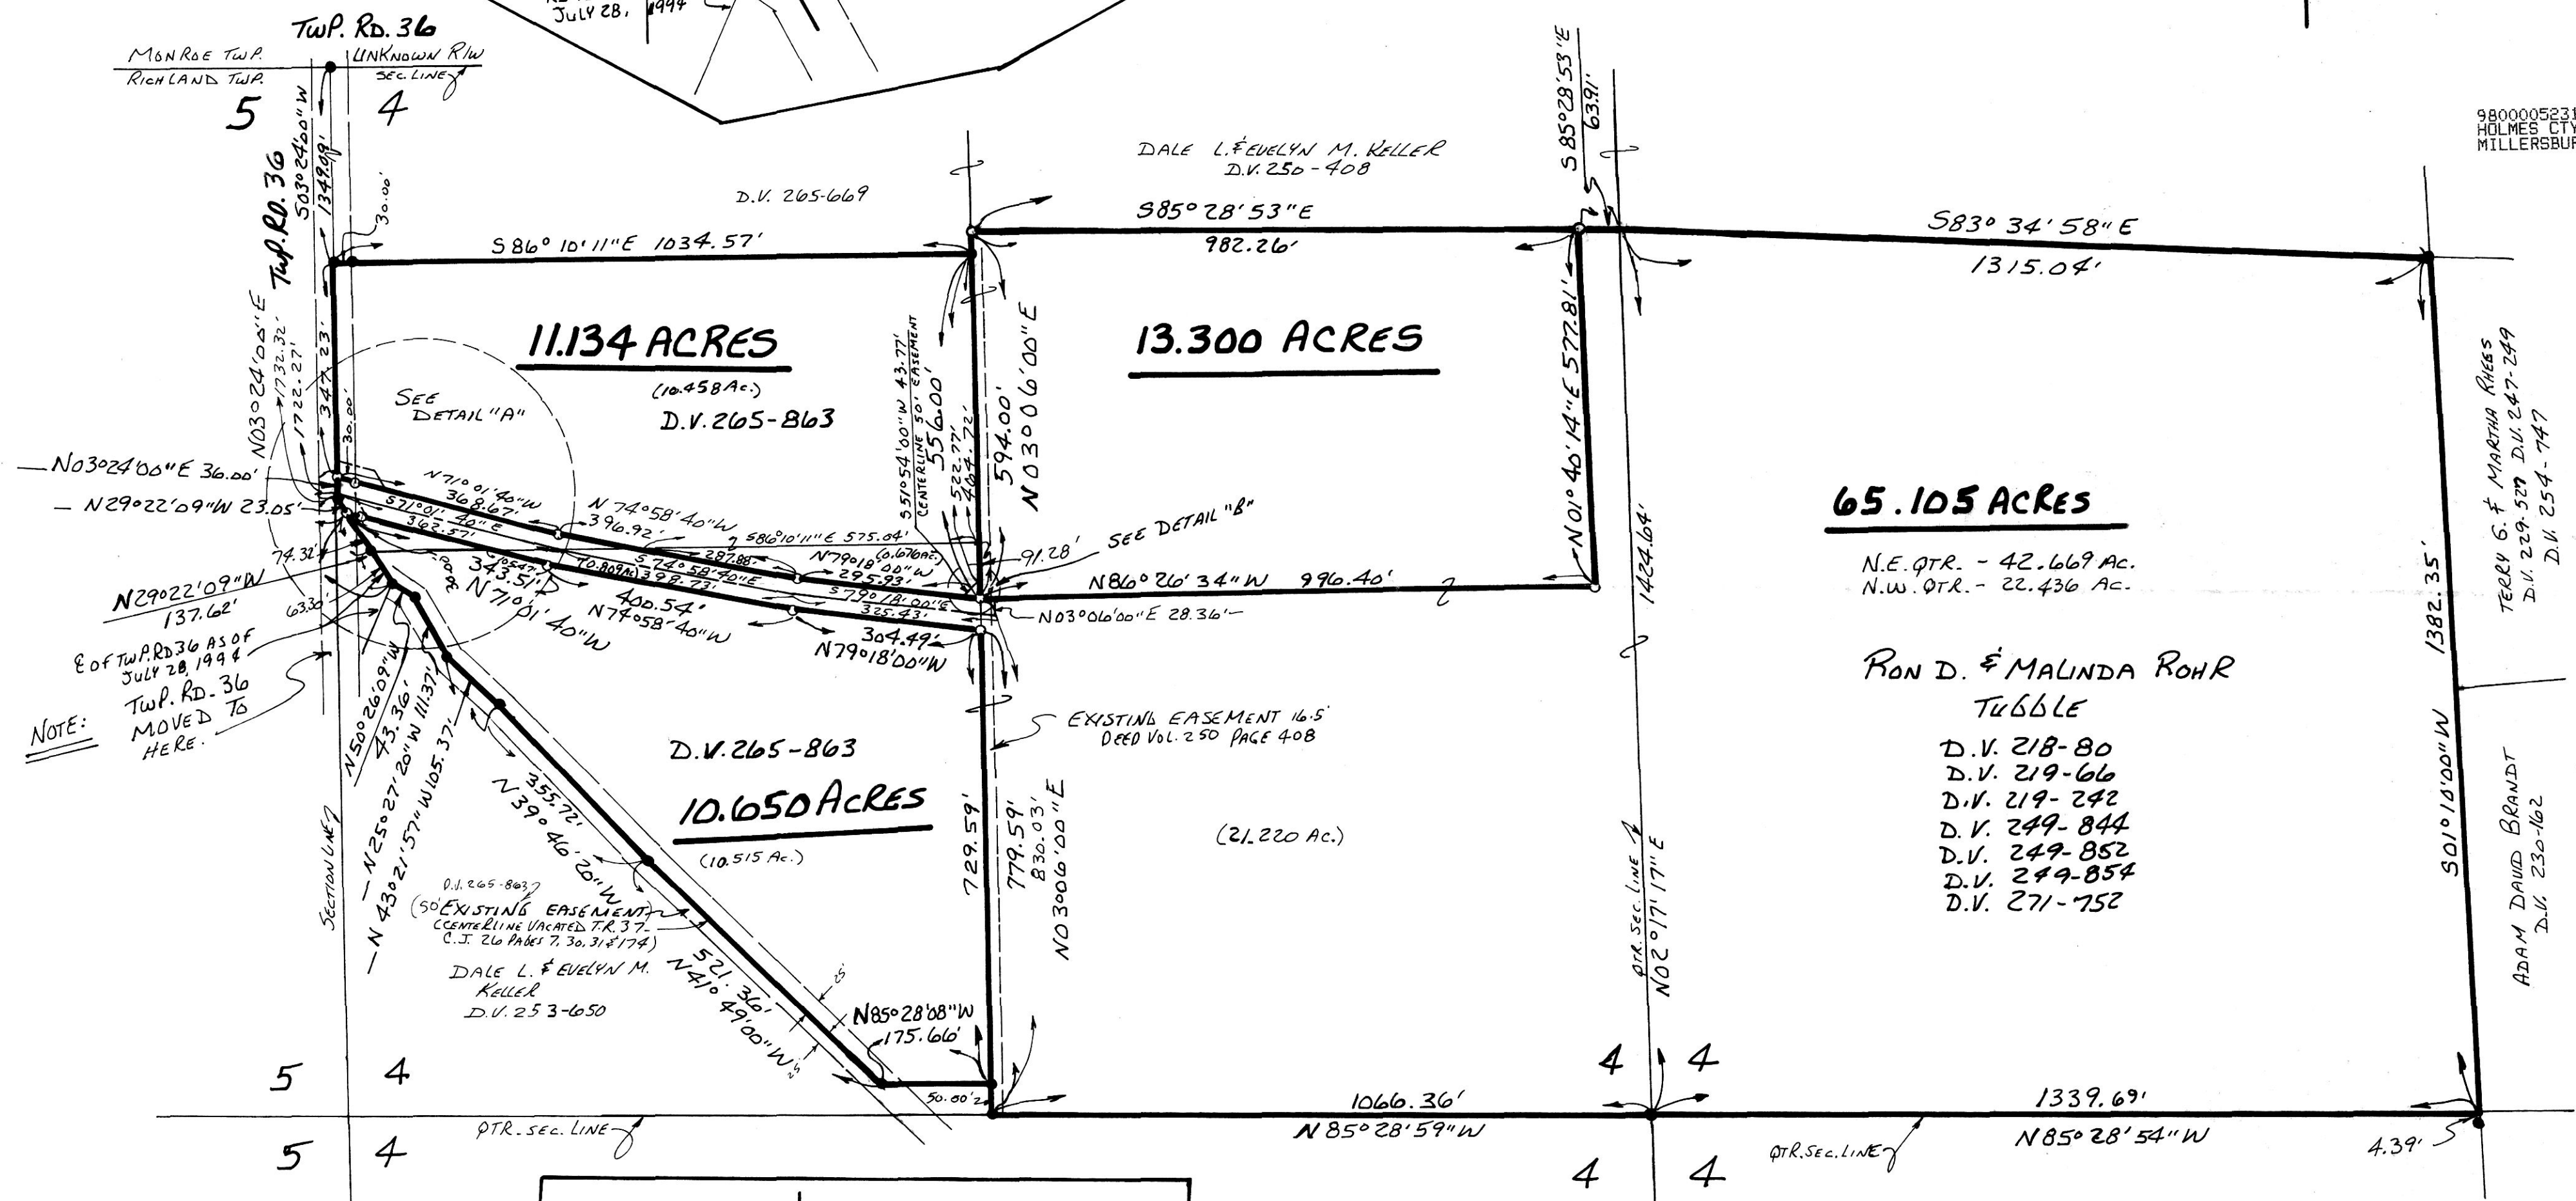 JULY 28, 1994
TWP. RD. 36
MONROE TWP.
UNKNOWN R/W
RICHLAND TWP.
SEC. LINE
5
4
S03°24'00"W
1349.09'
30.00'
TWP. RD. 36
D.V. 265-669
DALE L. & EVELYN M. KELLER
D.V. 250-408
S85°28'53"E
63.91'
980000523
HOLMES CTY
MILLERSBUR
S86°10'11"E 1034.57'
S85°28'53"E
982.26'
S83°34'58"E
1315.04'
N03°24'00"E
1732.32'
1722.27'
347.23'
30.00'
11.134 ACRES
(10.458 Ac.)
D.V. 265-863
SEE
DETAIL "A"
S51°54'00"W 43.77'
CENTERLINE 50' EASEMENT
556.00'
522.77'
464.72'
594.00'
N03°06'00"E
13.300 ACRES
N01°40'14"E 577.81'
65.105 ACRES
N.E. QTR. - 42.669 AC.
N.W. QTR. - 22.436 AC.
RON D. & MALINDA ROHR
TUBBLE
D.V. 218-80
D.V. 219-66
D.V. 219-242
D.V. 249-844
D.V. 249-852
D.V. 249-854
D.V. 271-752
TERRY G. & MARTHA RHEES
D.V. 229-529 D.V. 247-249
D.V. 254-747
1382.35'
S01°10'00"W
ADAM DAVID BRANDT
D.V. 230-162
N03°24'00"E 36.00'
N29°22'09"W 23.05'
N71°01'40"W
368.67'
S71°01'40"E
362.57'
N74°58'40"W
396.92'
S86°10'11"E 575.04'
287.88'
N79°18'00"W
(0.676 AC.)
295.93'
91.28'
SEE DETAIL "B"
N86°26'34"W 996.40'
N03°06'00"E 28.36'
1424.64'
74.32'
30.00'
343.51'
N71°01'40"W
S74°58'40"E
398.73'
400.54'
N74°58'40"W
S79°18'00"E
325.43'
304.49'
N79°18'00"W
N29°22'09"W
137.62'
63.30'
℄ OF TWP. RD 36 AS OF
JULY 28, 1994
NOTE:
TWP. RD. 36
MOVED TO
HERE.
N50°26'09"W
43.36'
N25°27'20"W 111.37'
N43°21'57"W 105.37'
SECTION LINE
D.V. 265-863
10.650 ACRES
(10.515 Ac.)
355.72'
N39°46'20"W
D.V. 265-863
(50' EXISTING EASEMENT)
(CENTERLINE VACATED T.R. 37-
C.J. 26 PAGES 7, 30, 31 & 174)
DALE L. & EVELYN M.
KELLER
D.V. 253-650
521.36'
N41°49'00"W
25'
25'
EXISTING EASEMENT 16.5'
DEED VOL. 250 PAGE 408
729.59'
779.59'
830.03'
N03°06'00"E
(21.220 Ac.)
QTR. SEC. LINE
N02°17'17"E
N85°28'08"W
175.66'
50.00'
5
4
4
4
1066.36'
N85°28'59"W
1339.69'
N85°28'54"W
QTR. SEC. LINE
QTR. SEC. LINE
4.39'
5
4
4
4